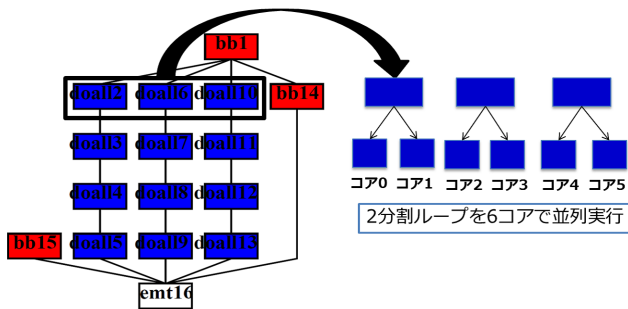 bb1
doall2 doall6 doall10 bb14
doall3 doall7 doall11
doall4 doall8 doall12
bb15 doall5 doall9 doall13
emt16
コア0 コア1 コア2 コア3 コア4 コア5
2分割ループを6コアで並列実行